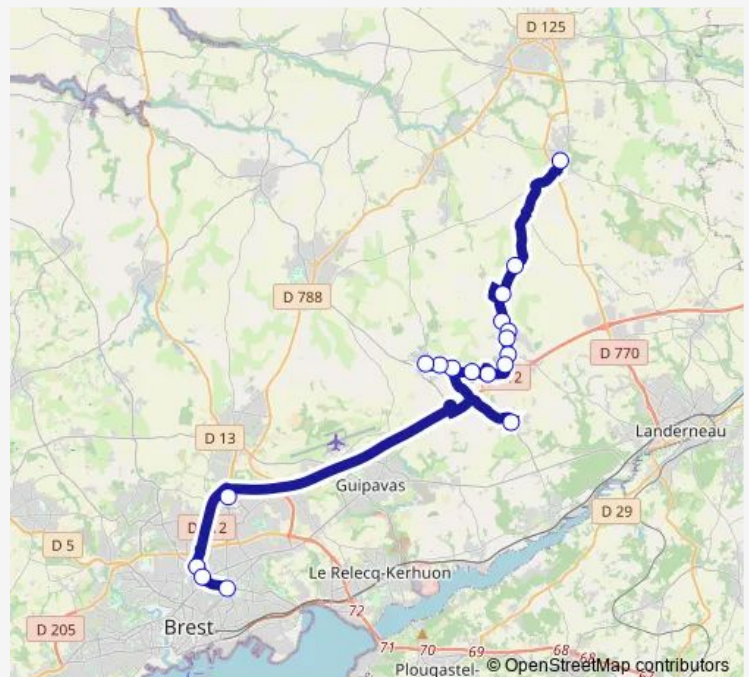 D 125
D 788
D 770
D 13
Landerneau
Guipavas
D 29
D 5
Le Relecq-Kerhuon
72
D 205
Brest
71 70 69 68 68
Plougastel-
© OpenStreetMap contributors